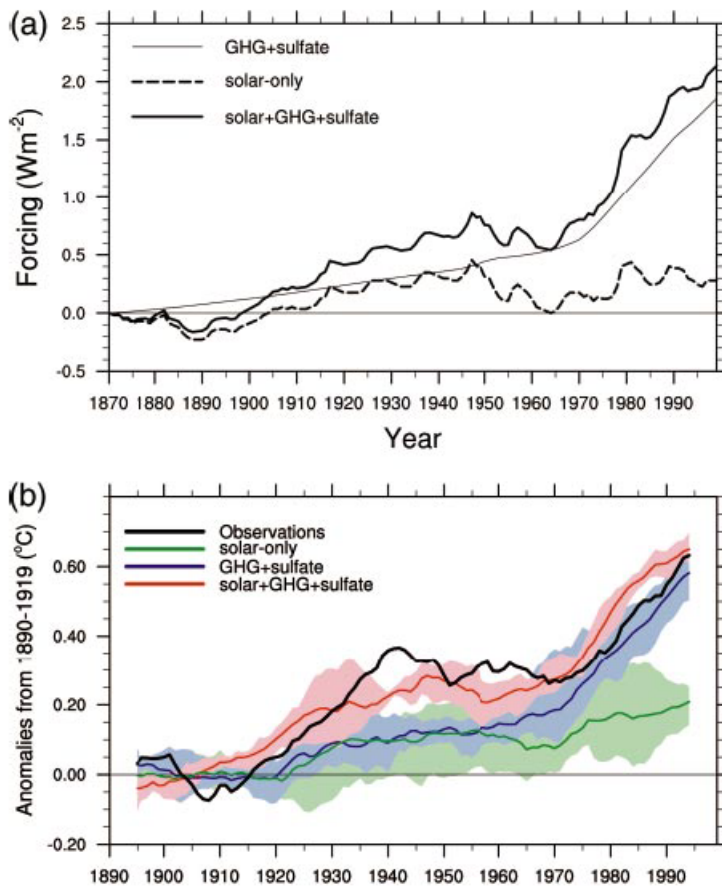 (a)
2.5
2.0
1.5
1.0
0.5
0.0
-0.5
Forcing (Wm-2)
GHG+sulfate
solar-only
solar+GHG+sulfate
1870 1880 1890 1900 1910 1920 1930 1940 1950 1960 1970 1980 1990
Year
(b)
0.60
0.40
0.20
0.00
-0.20
Anomalies from 1890-1919 (°C)
Observations
solar-only
GHG+sulfate
solar+GHG+sulfate
1890 1900 1910 1920 1930 1940 1950 1960 1970 1980 1990